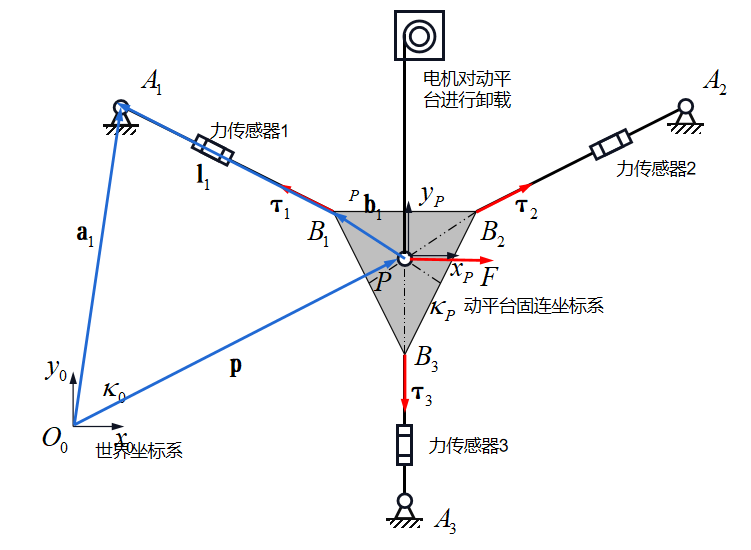 A1
A2
电机对动平
台进行卸载
力传感器1
力传感器2
l1
τ1
P b1
yP
τ2
B1
B2
a1
P
xP
F
κP
动平台固连坐标系
p
B3
y0
κ0
τ3
O0
x0
世界坐标系
力传感器3
A3